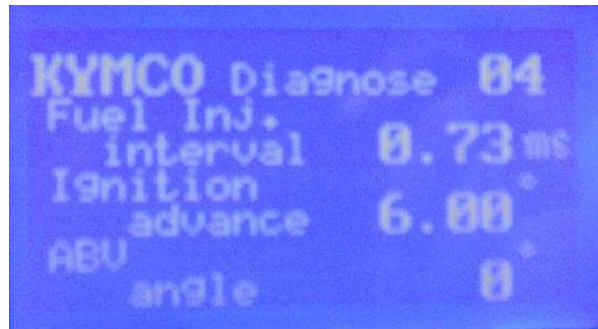 KYMCO Diagnose 04
Fuel Inj.
interval 0.73 ms
Ignition
advance 6.00°
ABV
angle 0°